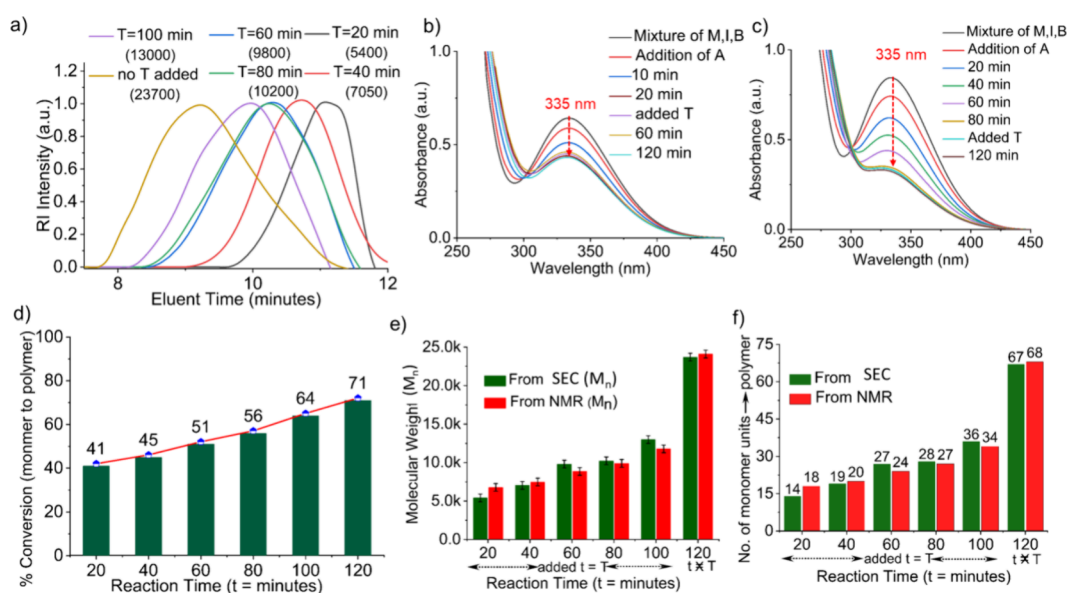 a)
T=100 min T=60 min T=20 min
(13000) (9800) (5400)
no T added T=80 min T=40 min
(23700) (10200) (7050)
RI Intensity (a.u.)
1.2
1.0
0.8
0.6
0.4
0.2
0.0
8 10 12
Eluent Time (minutes)
b)
Absorbance (a.u.)
1.0
0.5
0.0
335 nm
Mixture of M,I,B
Addition of A
10 min
20 min
added T
60 min
120 min
250 300 350 400 450
Wavelength (nm)
c)
Absorbance (a.u.)
1.0
0.5
0.0
335 nm
Mixture of M,I,B
Addition of A
20 min
40 min
60 min
80 min
Added T
120 min
250 300 350 400 450
Wavelength (nm)
d)
% Conversion (monmer to polymer)
100
80
60
40
20
0
41 45 51 56 64 71
20 40 60 80 100 120
Reaction Time (t = minutes)
e)
Molecular Weight (Mn)
25.0k
20.0k
15.0k
10.0k
5.0k
0.0
From SEC (Mn)
From NMR (Mn)
20 40 60 80 100 120
added t = T t ≠ T
Reaction Time (t = minutes)
f)
No. of monomer units
75
60
45
30
15
0
From SEC
From NMR
14 18 19 20 27 24 28 27 36 34 67 68
20 40 60 80 100 120
added t = T t ≠ T
Reaction Time (t = minutes)